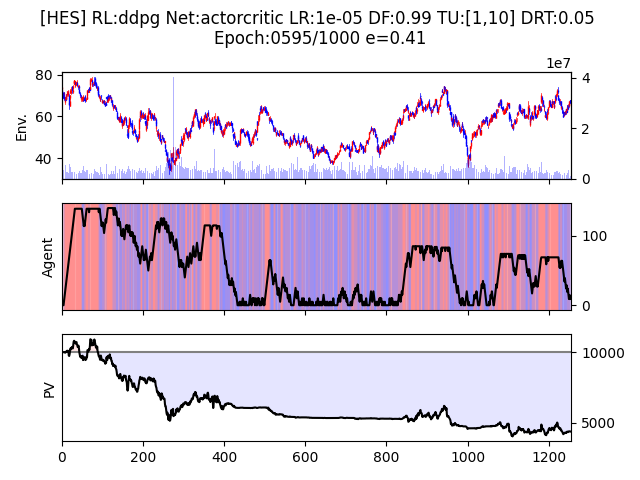 [HES] RL:ddpg Net:actorcritic LR:1e-05 DF:0.99 TU:[1,10] DRT:0.05
Epoch:0595/1000 e=0.41
1e7
80
60
40
Env.
4
2
0
Agent
100
0
PV
10000
5000
0 200 400 600 800 1000 1200